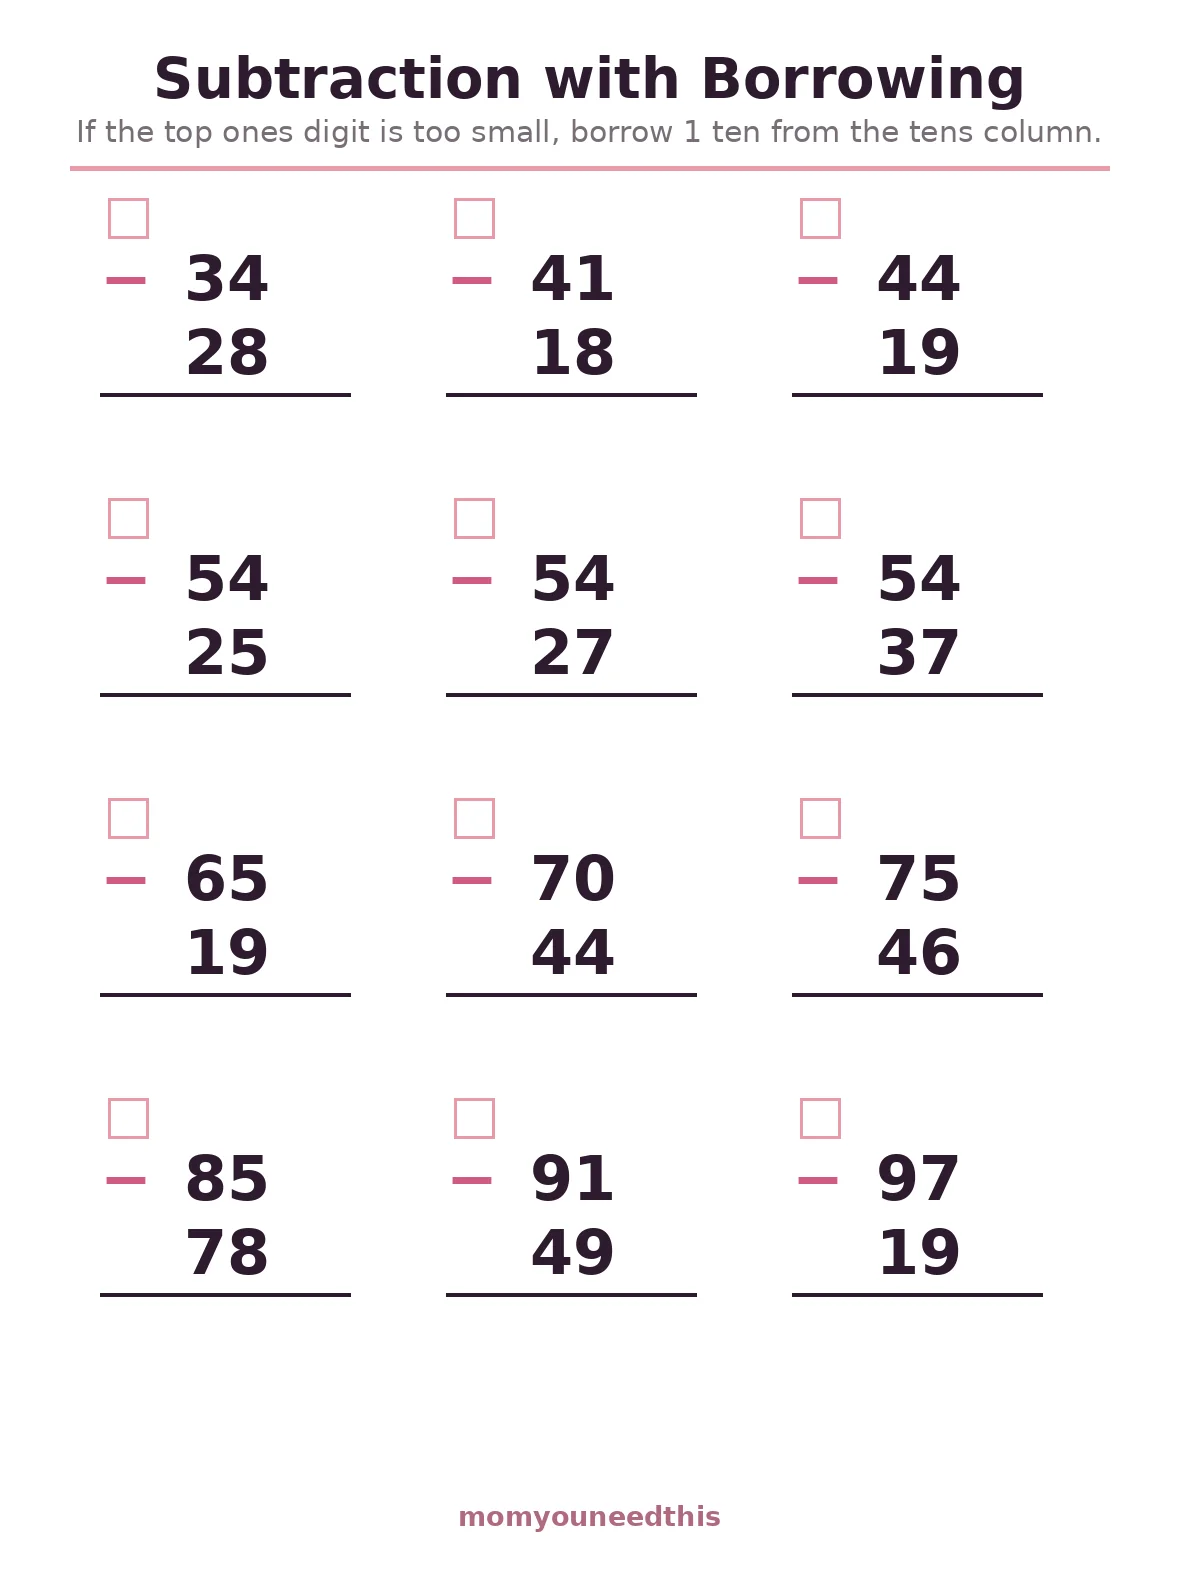 Subtraction with Borrowing
If the top ones digit is too small, borrow 1 ten from the tens column.
− 34 − 41 − 44
28 18 19
− 54 − 54 − 54
25 27 37
− 65 − 70 − 75
19 44 46
− 85 − 91 − 97
78 49 19
momyouneedthis